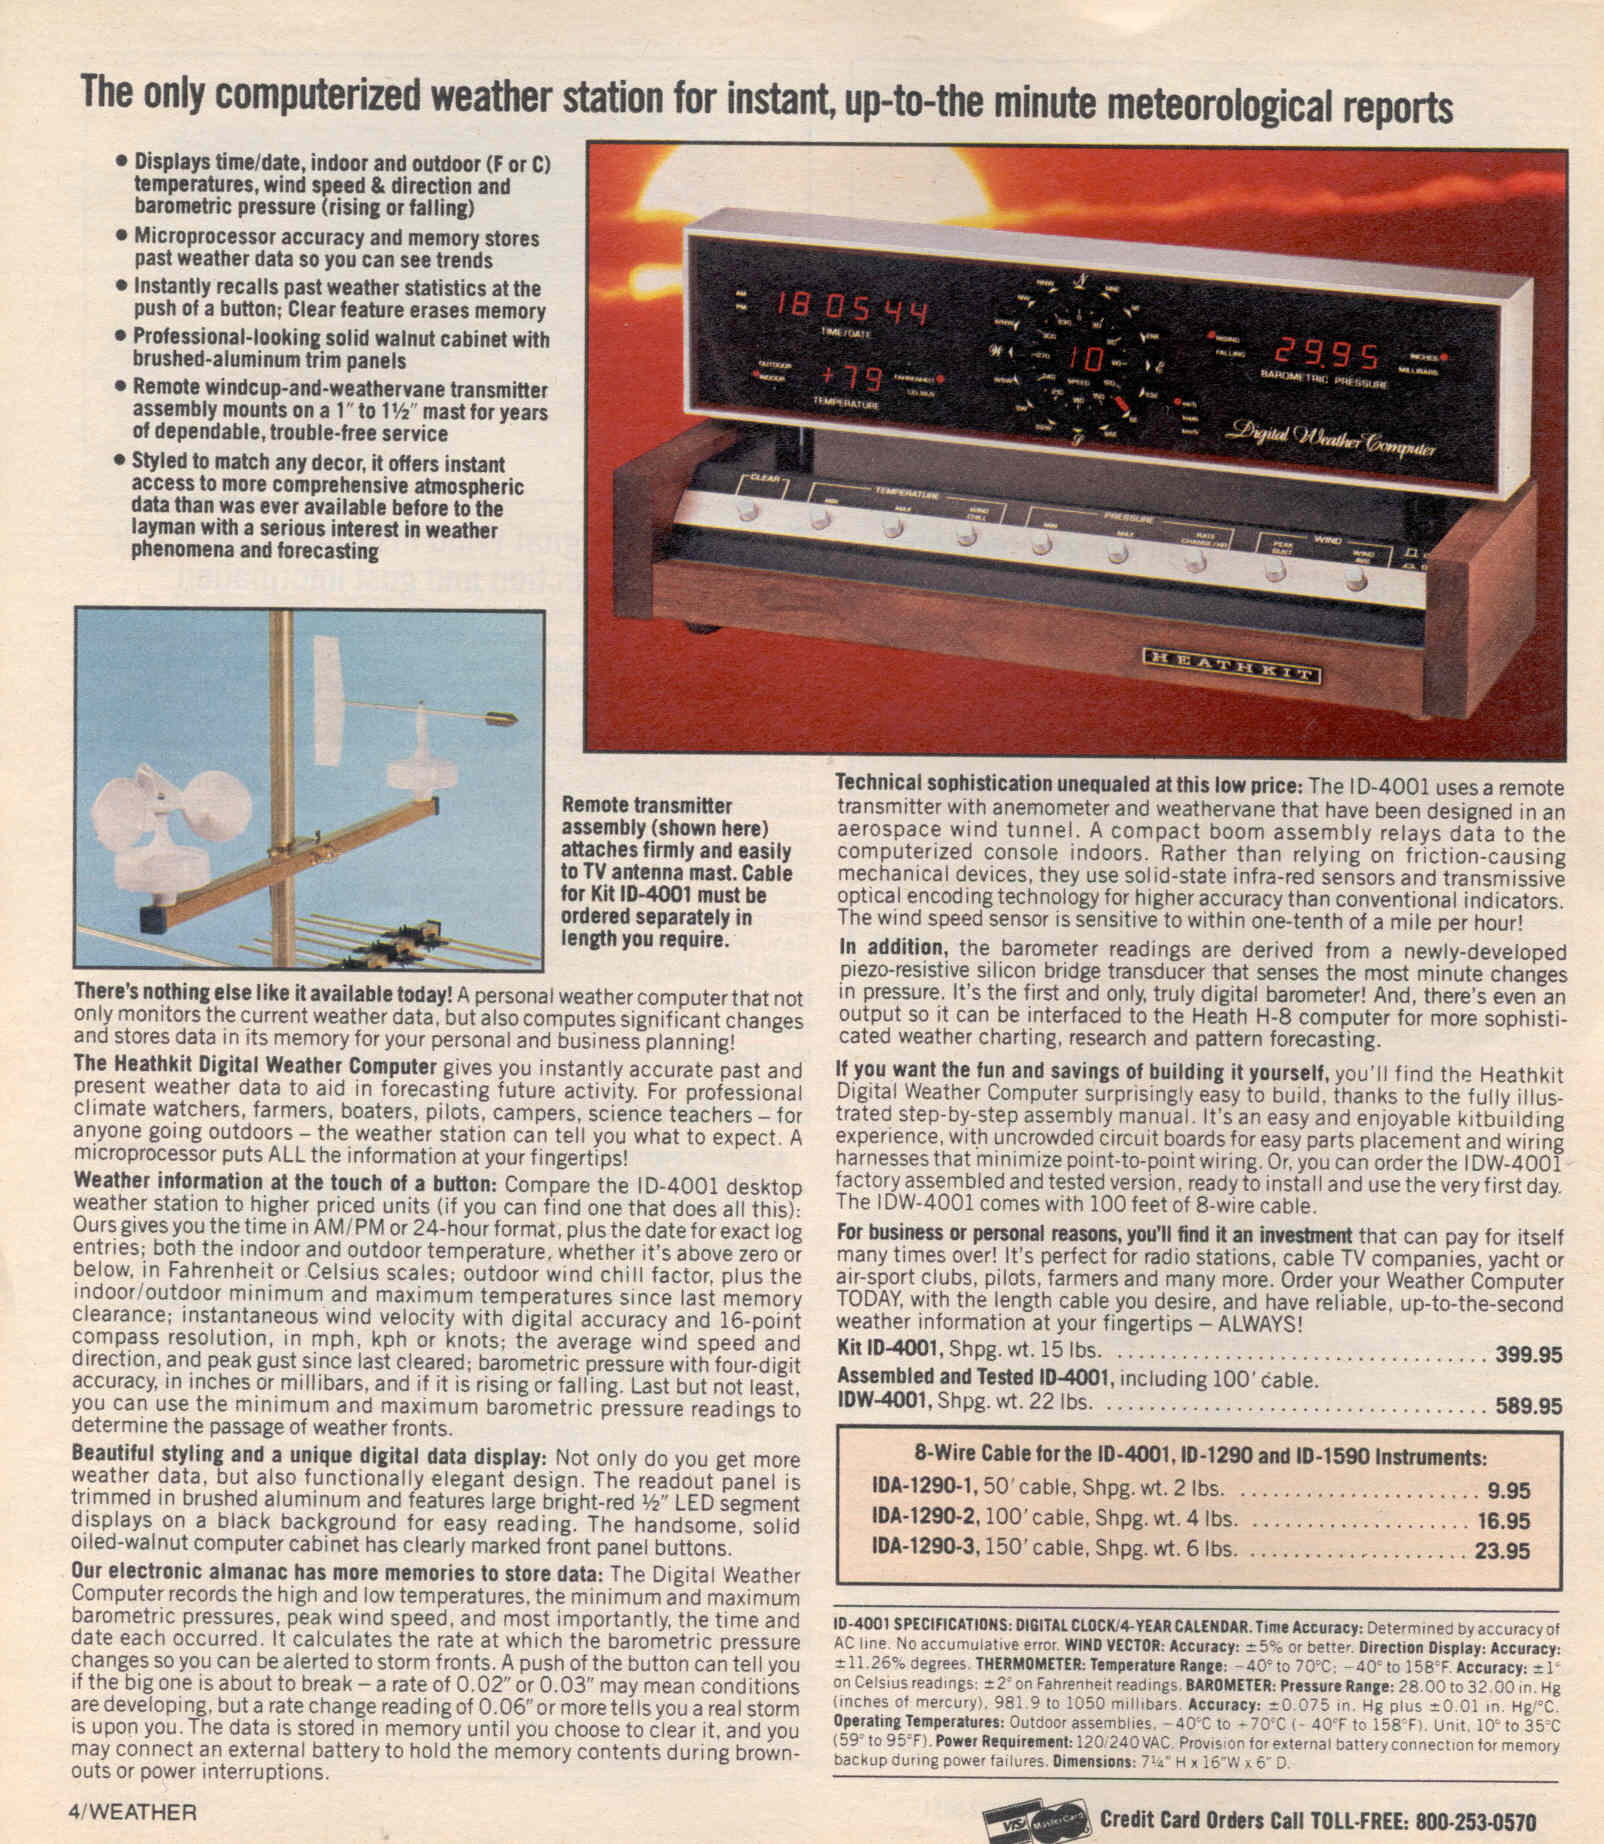 The only computerized weather station for instant, up-to-the minute meteorological reports
● Displays time/date, indoor and outdoor (F or C)
temperatures, wind speed & direction and
barometric pressure (rising or falling)
● Microprocessor accuracy and memory stores
past weather data so you can see trends
● Instantly recalls past weather statistics at the
push of a button; Clear feature erases memory
● Professional-looking solid walnut cabinet with
brushed-aluminum trim panels
● Remote windcup-and-weathervane transmitter
assembly mounts on a 1" to 1½" mast for years
of dependable, trouble-free service
● Styled to match any decor, it offers instant
access to more comprehensive atmospheric
data than was ever available before to the
layman with a serious interest in weather
phenomena and forecasting
AM
PM
18 05 44
TIME/DATE
OUTDOOR
INDOOR
+79
FAHRENHEIT
CELSIUS
TEMPERATURE
N
W
E
S
10
SPEED
RISING
FALLING
29.95
INCHES
MILLIBARS
BAROMETRIC PRESSURE
Digital Weather Computer
CLEAR
TEMPERATURE
MIN
MAX
WIND
CHILL
PRESSURE
MIN
MAX
RATE
CHANGE/HR
WIND
PEAK
GUST
WIND
AVG
HEATHKIT
Remote transmitter
assembly (shown here)
attaches firmly and easily
to TV antenna mast. Cable
for Kit ID-4001 must be
ordered separately in
length you require.
There's nothing else like it available today! A personal weather computer that not
only monitors the current weather data, but also computes significant changes
and stores data in its memory for your personal and business planning!
The Heathkit Digital Weather Computer gives you instantly accurate past and
present weather data to aid in forecasting future activity. For professional
climate watchers, farmers, boaters, pilots, campers, science teachers – for
anyone going outdoors – the weather station can tell you what to expect. A
microprocessor puts ALL the information at your fingertips!
Weather information at the touch of a button: Compare the ID-4001 desktop
weather station to higher priced units (if you can find one that does all this):
Ours gives you the time in AM/PM or 24-hour format, plus the date for exact log
entries; both the indoor and outdoor temperature, whether it's above zero or
below, in Fahrenheit or Celsius scales; outdoor wind chill factor, plus the
indoor/outdoor minimum and maximum temperatures since last memory
clearance; instantaneous wind velocity with digital accuracy and 16-point
compass resolution, in mph, kph or knots; the average wind speed and
direction, and peak gust since last cleared; barometric pressure with four-digit
accuracy, in inches or millibars, and if it is rising or falling. Last but not least,
you can use the minimum and maximum barometric pressure readings to
determine the passage of weather fronts.
Beautiful styling and a unique digital data display: Not only do you get more
weather data, but also functionally elegant design. The readout panel is
trimmed in brushed aluminum and features large bright-red ½" LED segment
displays on a black background for easy reading. The handsome, solid
oiled-walnut computer cabinet has clearly marked front panel buttons.
Our electronic almanac has more memories to store data: The Digital Weather
Computer records the high and low temperatures, the minimum and maximum
barometric pressures, peak wind speed, and most importantly, the time and
date each occurred. It calculates the rate at which the barometric pressure
changes so you can be alerted to storm fronts. A push of the button can tell you
if the big one is about to break – a rate of 0.02" or 0.03" may mean conditions
are developing, but a rate change reading of 0.06" or more tells you a real storm
is upon you. The data is stored in memory until you choose to clear it, and you
may connect an external battery to hold the memory contents during brown-
outs or power interruptions.
Technical sophistication unequaled at this low price: The ID-4001 uses a remote
transmitter with anemometer and weathervane that have been designed in an
aerospace wind tunnel. A compact boom assembly relays data to the
computerized console indoors. Rather than relying on friction-causing
mechanical devices, they use solid-state infra-red sensors and transmissive
optical encoding technology for higher accuracy than conventional indicators.
The wind speed sensor is sensitive to within one-tenth of a mile per hour!
In addition, the barometer readings are derived from a newly-developed
piezo-resistive silicon bridge transducer that senses the most minute changes
in pressure. It's the first and only, truly digital barometer! And, there's even an
output so it can be interfaced to the Heath H-8 computer for more sophisti-
cated weather charting, research and pattern forecasting.
If you want the fun and savings of building it yourself, you'll find the Heathkit
Digital Weather Computer surprisingly easy to build, thanks to the fully illus-
trated step-by-step assembly manual. It's an easy and enjoyable kitbuilding
experience, with uncrowded circuit boards for easy parts placement and wiring
harnesses that minimize point-to-point wiring. Or, you can order the IDW-4001
factory assembled and tested version, ready to install and use the very first day.
The IDW-4001 comes with 100 feet of 8-wire cable.
For business or personal reasons, you'll find it an investment that can pay for itself
many times over! It's perfect for radio stations, cable TV companies, yacht or
air-sport clubs, pilots, farmers and many more. Order your Weather Computer
TODAY, with the length cable you desire, and have reliable, up-to-the-second
weather information at your fingertips – ALWAYS!
Kit ID-4001, Shpg. wt. 15 lbs. .................................... 399.95
Assembled and Tested ID-4001, including 100' cable.
IDW-4001, Shpg. wt. 22 lbs. .................................... 589.95
8-Wire Cable for the ID-4001, ID-1290 and ID-1590 Instruments:
IDA-1290-1, 50' cable, Shpg. wt. 2 lbs. ....................... 9.95
IDA-1290-2, 100' cable, Shpg. wt. 4 lbs. ..................... 16.95
IDA-1290-3, 150' cable, Shpg. wt. 6 lbs. ..................... 23.95
ID-4001 SPECIFICATIONS: DIGITAL CLOCK/4-YEAR CALENDAR. Time Accuracy: Determined by accuracy of
AC line. No accumulative error. WIND VECTOR: Accuracy: ±5% or better. Direction Display: Accuracy:
±11.26% degrees. THERMOMETER: Temperature Range: −40° to 70°C; −40° to 158°F. Accuracy: ±1°
on Celsius readings; ±2° on Fahrenheit readings. BAROMETER: Pressure Range: 28.00 to 32.00 in. Hg
(inches of mercury), 981.9 to 1050 millibars. Accuracy: ±0.075 in. Hg plus ±0.01 in. Hg/°C.
Operating Temperatures: Outdoor assemblies, −40°C to +70°C (− 40°F to 158°F). Unit, 10° to 35°C
(59° to 95°F). Power Requirement: 120/240 VAC. Provision for external battery connection for memory
backup during power failures. Dimensions: 7¼" H x 16"W x 6" D.
4/WEATHER
VISA
MasterCard
Credit Card Orders Call TOLL-FREE: 800-253-0570